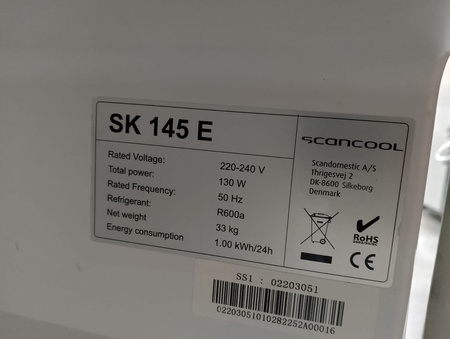 SK 145 E
Rated Voltage: 220-240 V
Total power: 130 W
Rated Frequency: 50 Hz
Refrigerant: R600a
Net weight 33 kg
Energy consumption 1.00 kWh/24h
SCANCOOL
Scandomestic A/S
Thrigesvej 2
DK-8600 Silkeborg
Denmark
RoHS
CE
SS1 : 02203051
02203051010282252A00016